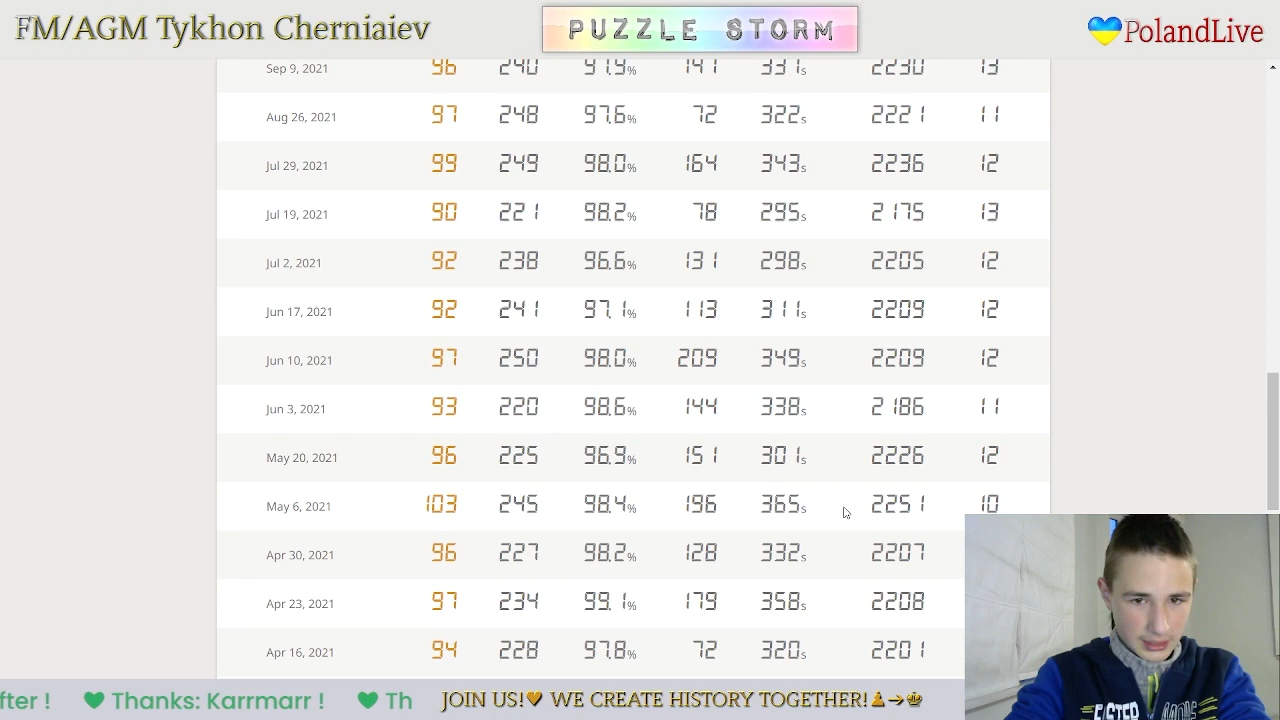 FM/AGM Tykhon Cherniaiev
PUZZLE STORM
PolandLive
Sep 9, 2021 96 240 97.9% 141 331s 2230 13
Aug 26, 2021 97 248 97.6% 72 322s 2221 11
Jul 29, 2021 99 249 98.0% 164 343s 2236 12
Jul 19, 2021 90 221 98.2% 78 295s 2175 13
Jul 2, 2021 92 238 96.6% 131 298s 2205 12
Jun 17, 2021 92 241 97.1% 113 311s 2209 12
Jun 10, 2021 97 250 98.0% 209 349s 2209 12
Jun 3, 2021 93 220 98.6% 144 338s 2186 11
May 20, 2021 96 225 96.9% 151 301s 2226 12
May 6, 2021 103 245 98.4% 196 365s 2251 10
Apr 30, 2021 96 227 98.2% 128 332s 2207
Apr 23, 2021 97 234 99.1% 179 358s 2208
Apr 16, 2021 94 228 97.8% 72 320s 2201
fter ! Thanks: Karrmarr ! Th JOIN US! WE CREATE HISTORY TOGETHER!